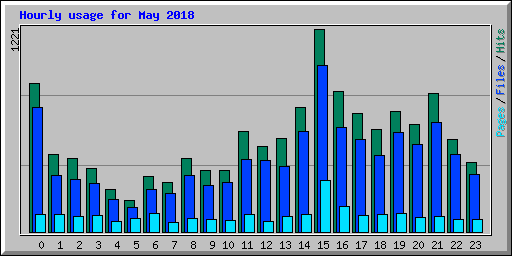 Hourly usage for May 2018
1221
Pages/Files/Hits
0 1 2 3 4 5 6 7 8 9 10 11 12 13 14 15 16 17 18 19 20 21 22 23